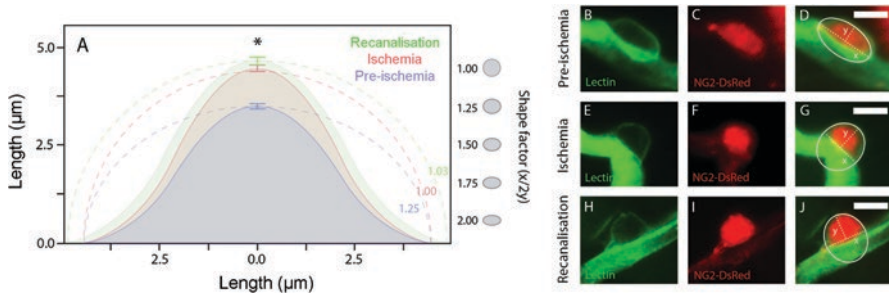 A
*
Recanalisation
Ischemia
Pre-ischemia
Length (μm)
5.0
2.5
0.0
2.5
0.0
2.5
Length (μm)
1.03
1.00
1.25
1.00
1.25
1.50
1.75
2.00
Shape factor (x/2y)
Pre-ischemia
B
Lectin
C
NG2-DsRed
D
y
x
Ischemia
E
Lectin
F
NG2-DsRed
G
y
x
Recanalisation
H
Lectin
I
NG2-DsRed
J
y
x